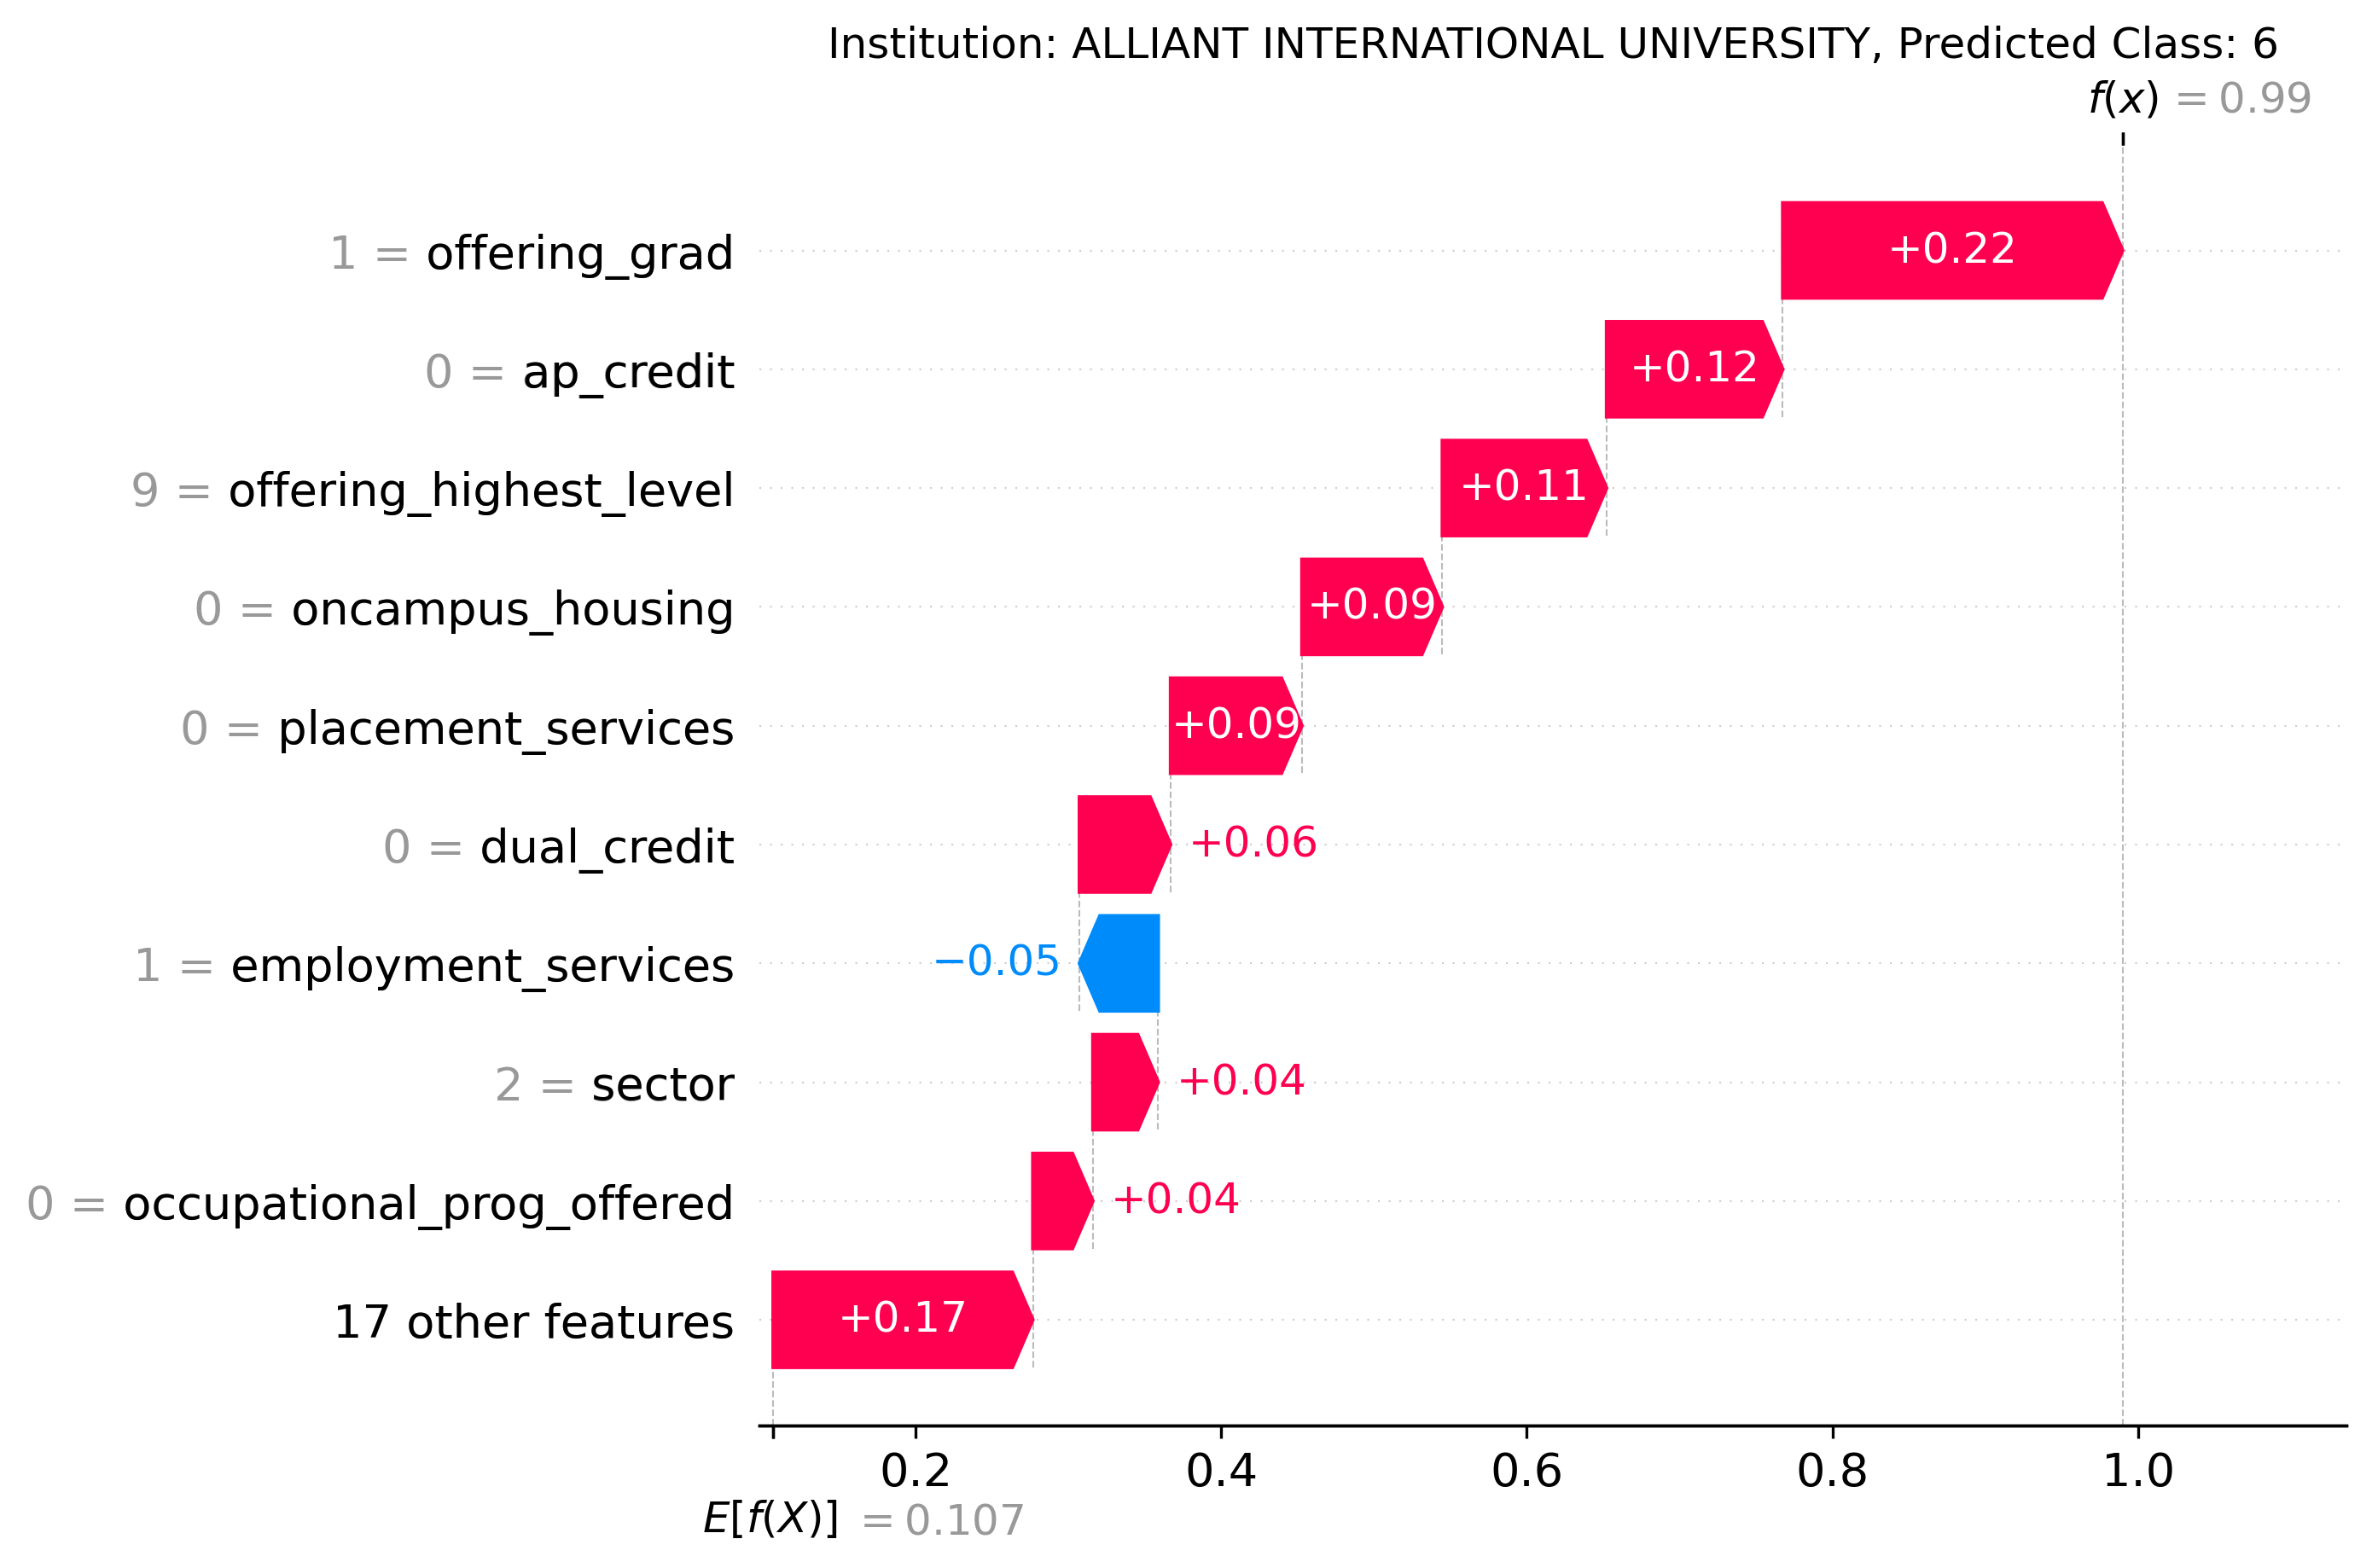 Institution: ALLIANT INTERNATIONAL UNIVERSITY, Predicted Class: 6
f(x) = 0.99
1 = offering_grad +0.22
0 = ap_credit +0.12
9 = offering_highest_level +0.11
0 = oncampus_housing +0.09
0 = placement_services +0.09
0 = dual_credit +0.06
1 = employment_services −0.05
2 = sector +0.04
0 = occupational_prog_offered +0.04
17 other features +0.17
0.2 0.4 0.6 0.8 1.0
E[f(X)] = 0.107